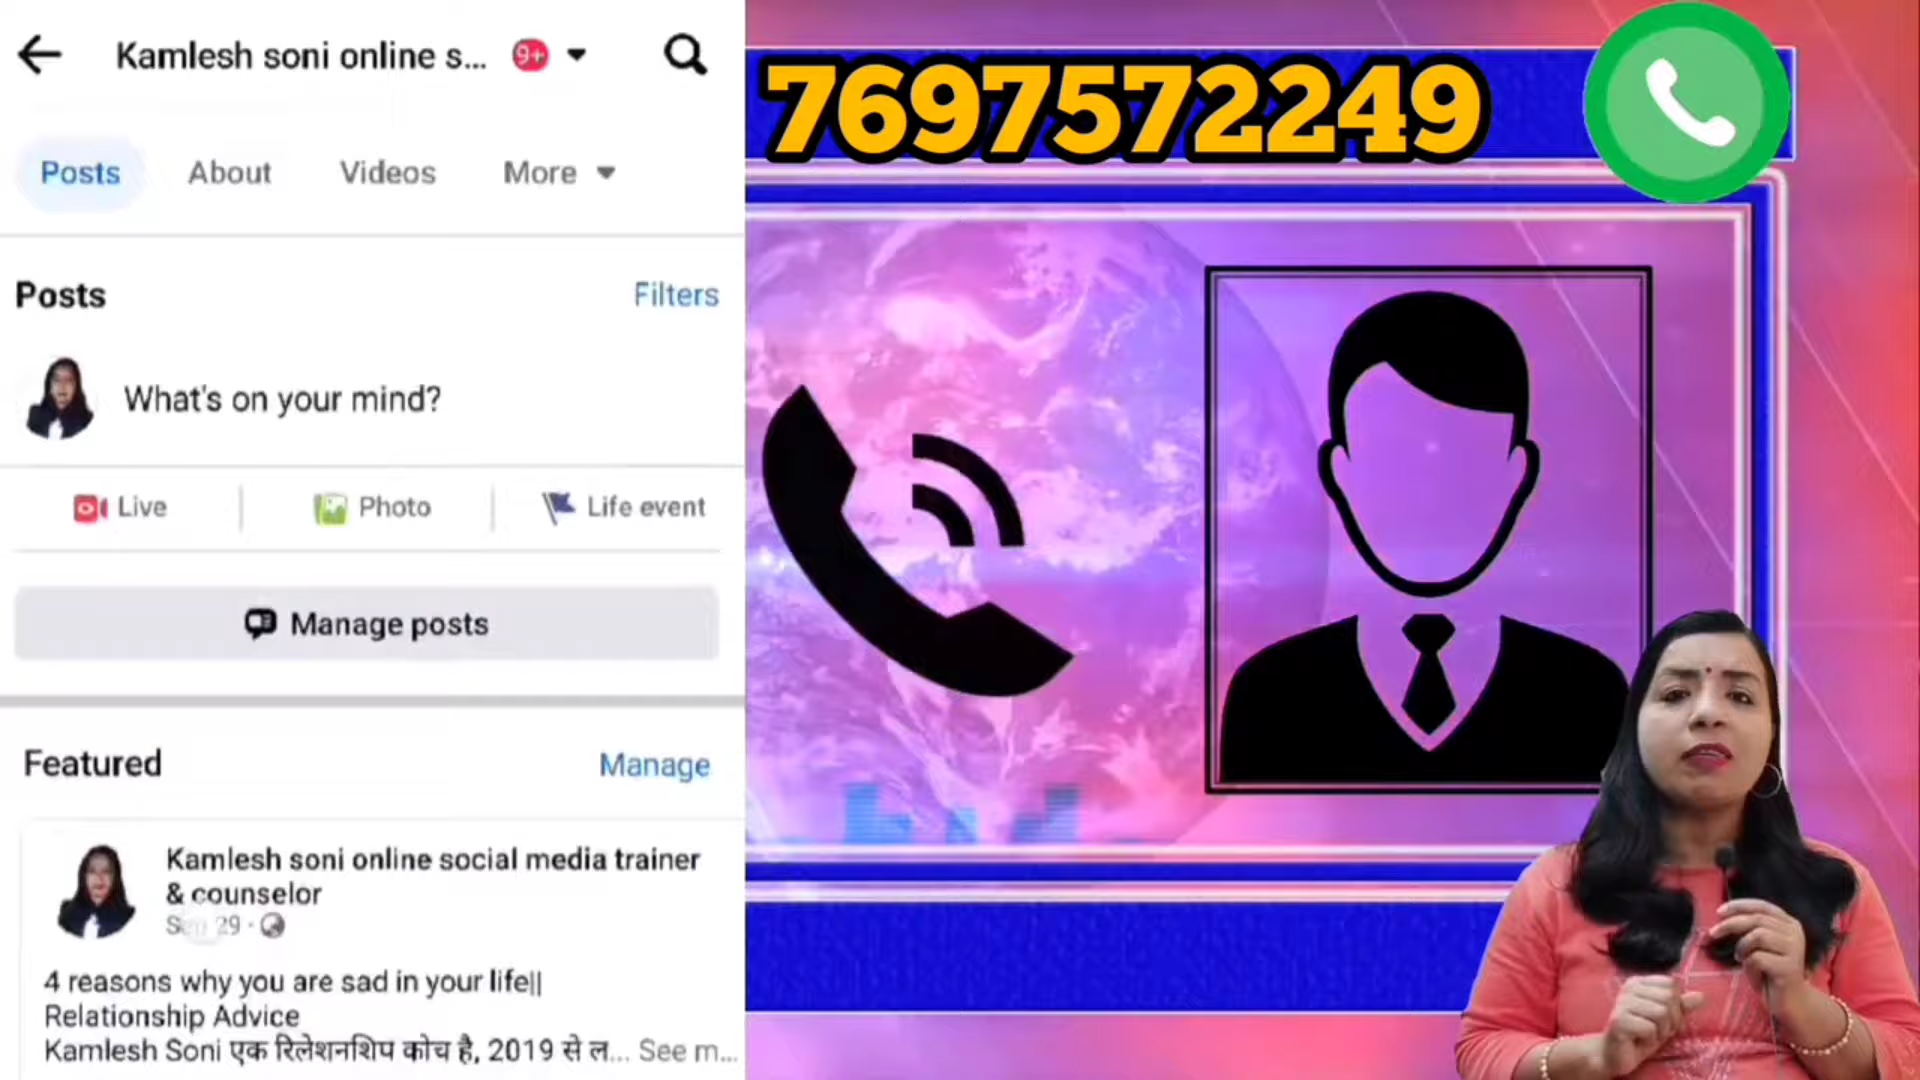 Kamlesh soni online s... 9+
7697572249
Posts About Videos More
Posts Filters
What's on your mind?
Live Photo Life event
Manage posts
Featured Manage
Kamlesh soni online social media trainer
& counselor
Sep 29 ·
4 reasons why you are sad in your life||
Relationship Advice
Kamlesh Soni एक रिलेशनशिप कोच है, 2019 से ल... See m...